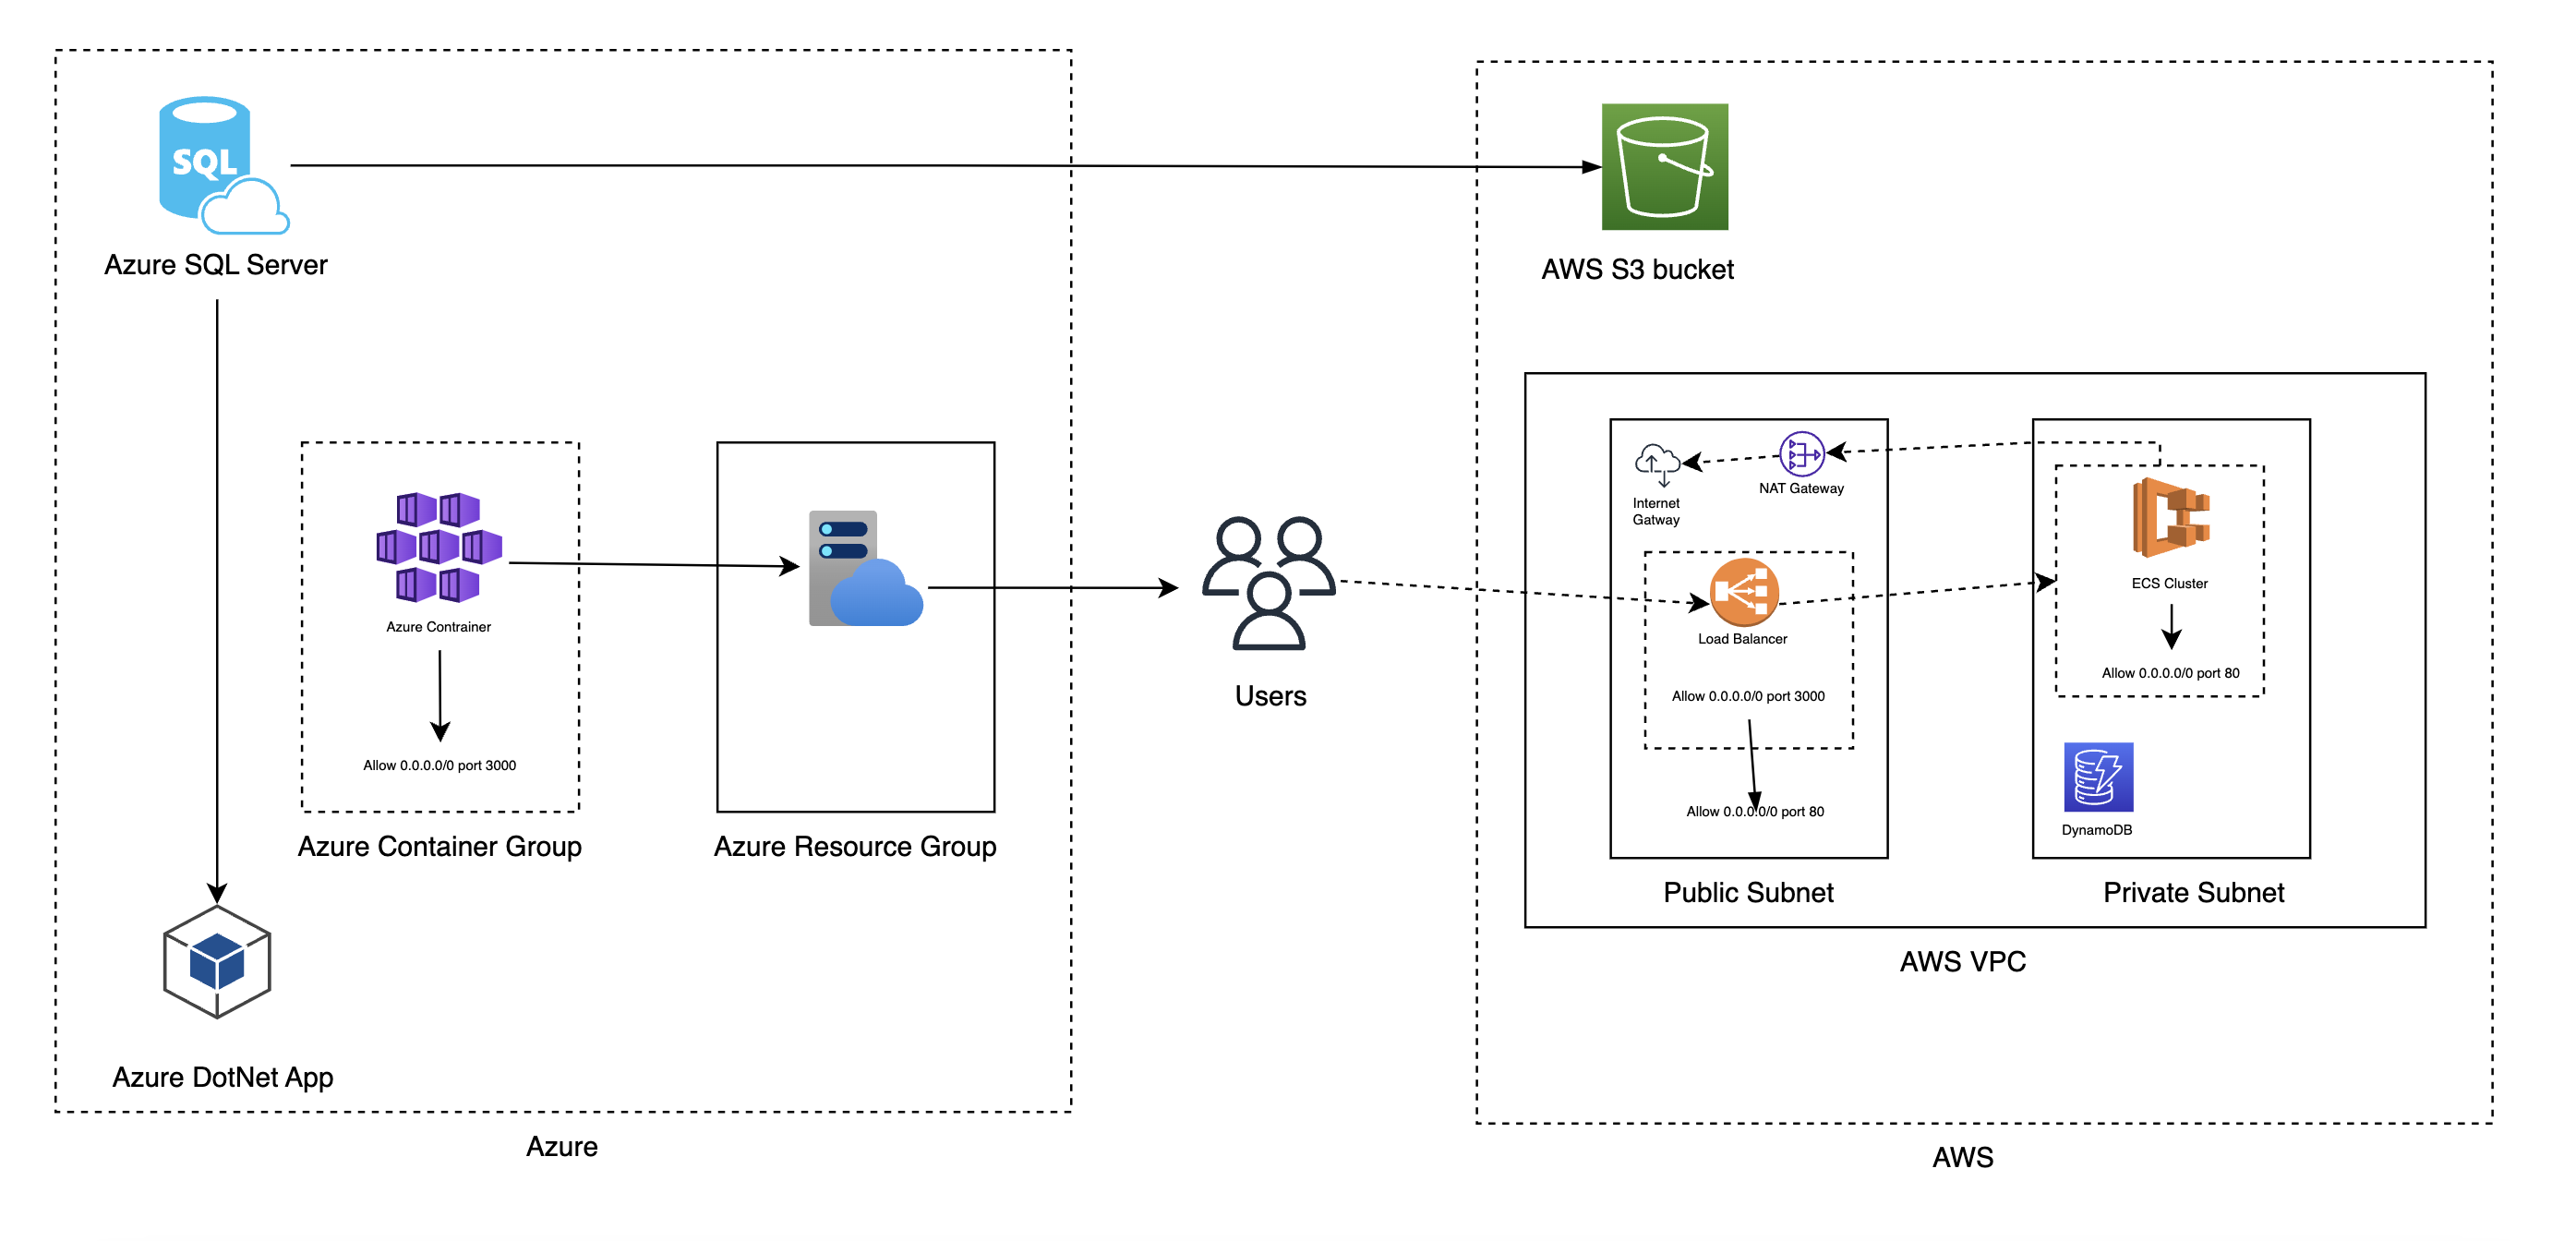 SQL
Azure SQL Server
AWS S3 bucket
Azure Contrainer
Allow 0.0.0.0/0 port 3000
Azure Container Group
Azure Resource Group
Azure DotNet App
Azure
Users
Internet
Gatway
NAT Gateway
Load Balancer
Allow 0.0.0.0/0 port 3000
Allow 0.0.0.0/0 port 80
Public Subnet
ECS Cluster
Allow 0.0.0.0/0 port 80
DynamoDB
Private Subnet
AWS VPC
AWS